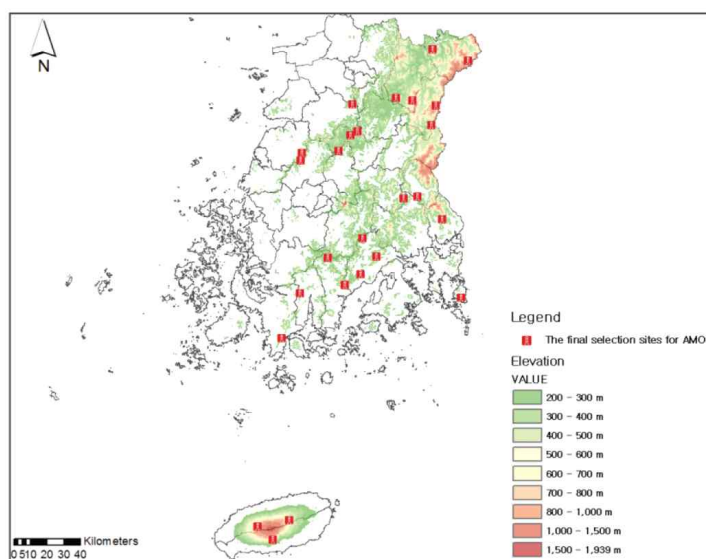 N
Legend
The final selection sites for AMO
Elevation
VALUE
200 - 300 m
300 - 400 m
400 - 500 m
500 - 600 m
600 - 700 m
700 - 800 m
800 - 1,000 m
1,000 - 1,500 m
1,500 - 1,939 m
Kilometers
0 5 10 20 30 40